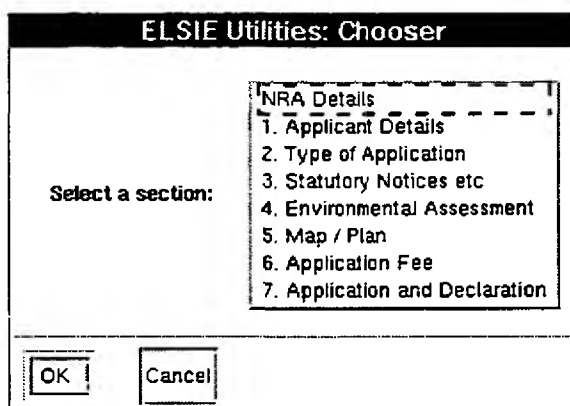 ELSIE Utilities: Chooser
NRA Details
1. Applicant Details
2. Type of Application
Select a section:
3. Statutory Notices etc
4. Environmental Assessment
5. Map / Plan
6. Application Fee
7. Application and Declaration
OK
Cancel